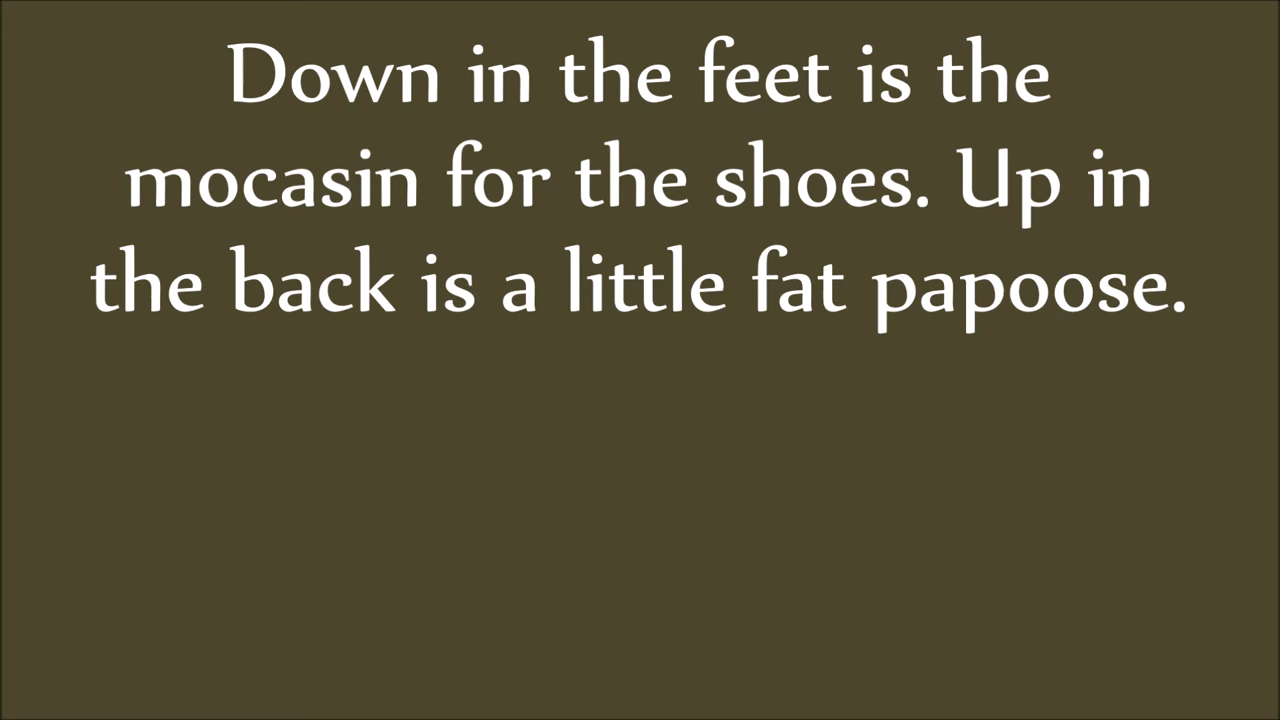 Down in the feet is the
mocasin for the shoes. Up in
the back is a little fat papoose.